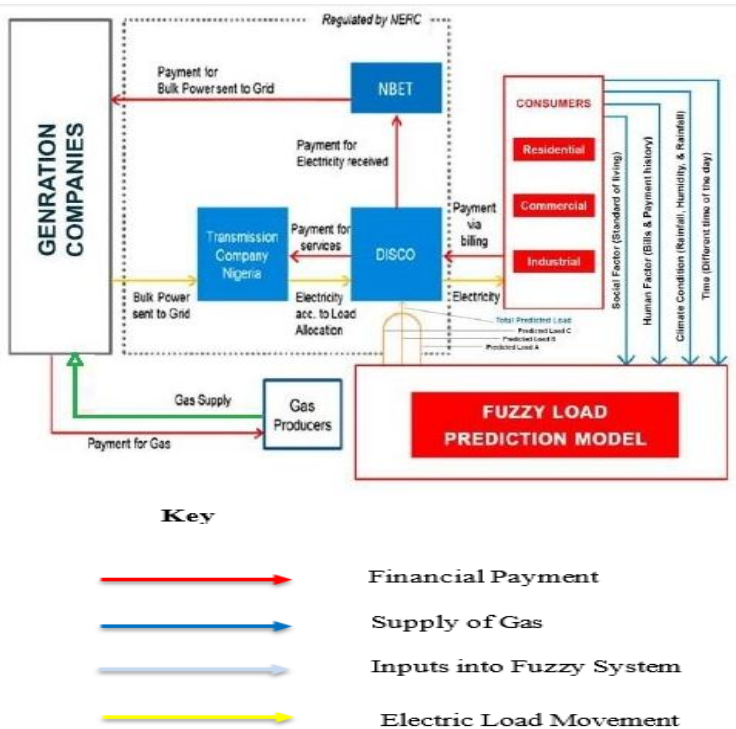 Regulated by NERC
GENRATION
COMPANIES
Payment for
Bulk Power sent to Grid
NBET
Payment for
Electricity received
Transmission
Company
Nigeria
Payment for
services
DISCO
Bulk Power
sent to Grid
Electricity
acc. to Load
Allocation
Payment
via
billing
Electricity
CONSUMERS
Residential
Commercial
Industrial
Social Factor (Standard of living)
Human Factor (Bills & Payment history)
Climate Condition (Rainfall, Humidity, & Rainfall)
Time (Different time of the day)
Total Predicted Load
Predicted Load C
Predicted Load B
Predicted Load A
Gas Supply
Payment for Gas
Gas
Producers
FUZZY LOAD
PREDICTION MODEL
Key
Financial Payment
Supply of Gas
Inputs into Fuzzy System
Electric Load Movement